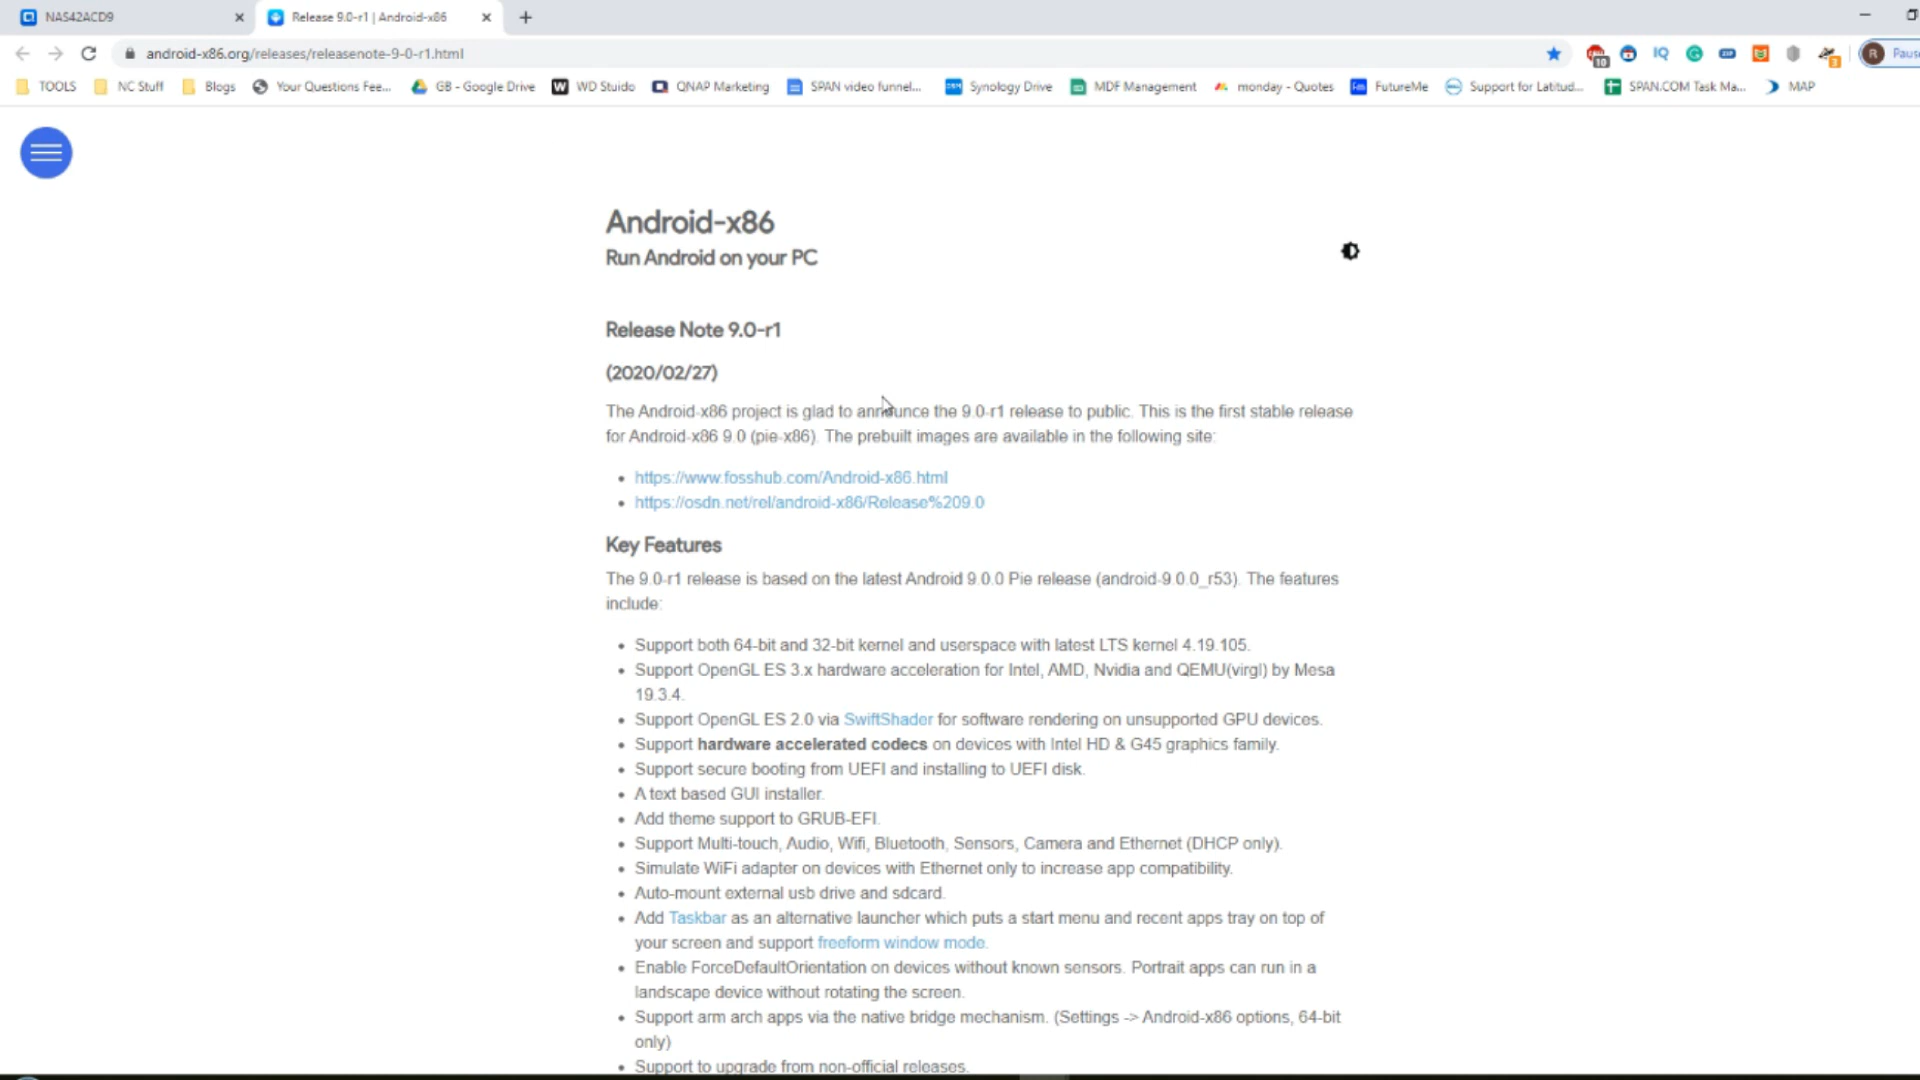 NAS42ACD9
Release 9.0-r1 | Android-x86
android-x86.org/releases/releasenote-9-0-r1.html
10
IQ
3
R
Paus
TOOLS
NC Stuff
Blogs
Your Questions Fee...
GB - Google Drive
WD Stuido
QNAP Marketing
SPAN video funnel...
Synology Drive
MDF Management
monday - Quotes
FutureMe
Support for Latitud...
SPAN.COM Task Ma...
MAP
Android-x86
Run Android on your PC
Release Note 9.0-r1
(2020/02/27)
The Android-x86 project is glad to announce the 9.0-r1 release to public. This is the first stable release
for Android-x86 9.0 (pie-x86). The prebuilt images are available in the following site:
• https://www.fosshub.com/Android-x86.html
• https://osdn.net/rel/android-x86/Release%209.0
Key Features
The 9.0-r1 release is based on the latest Android 9.0.0 Pie release (android-9.0.0_r53). The features
include:
• Support both 64-bit and 32-bit kernel and userspace with latest LTS kernel 4.19.105.
• Support OpenGL ES 3.x hardware acceleration for Intel, AMD, Nvidia and QEMU(virgl) by Mesa
19.3.4.
• Support OpenGL ES 2.0 via SwiftShader for software rendering on unsupported GPU devices.
• Support hardware accelerated codecs on devices with Intel HD & G45 graphics family.
• Support secure booting from UEFI and installing to UEFI disk.
• A text based GUI installer.
• Add theme support to GRUB-EFI.
• Support Multi-touch, Audio, Wifi, Bluetooth, Sensors, Camera and Ethernet (DHCP only).
• Simulate WiFi adapter on devices with Ethernet only to increase app compatibility.
• Auto-mount external usb drive and sdcard.
• Add Taskbar as an alternative launcher which puts a start menu and recent apps tray on top of
your screen and support freeform window mode.
• Enable ForceDefaultOrientation on devices without known sensors. Portrait apps can run in a
landscape device without rotating the screen.
• Support arm arch apps via the native bridge mechanism. (Settings -> Android-x86 options, 64-bit
only)
• Support to upgrade from non-official releases.